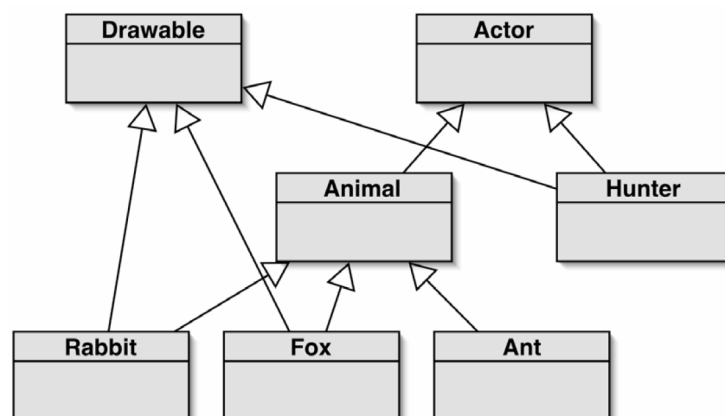 Drawable
Actor
Animal
Hunter
Rabbit
Fox
Ant